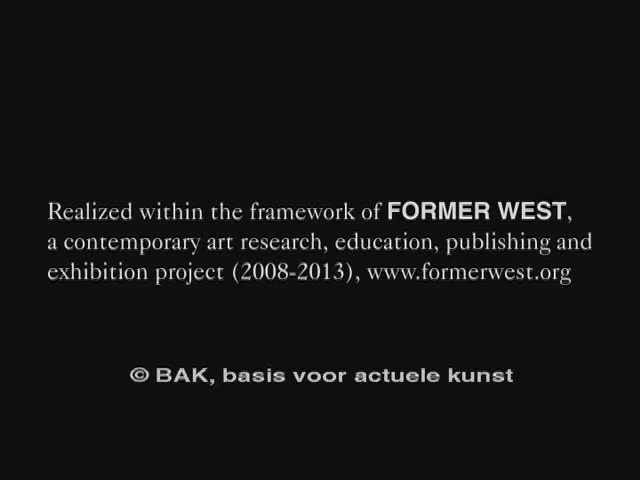 Realized within the framework of FORMER WEST,
a contemporary art research, education, publishing and
exhibition project (2008-2013), www.formerwest.org
© BAK, basis voor actuele kunst